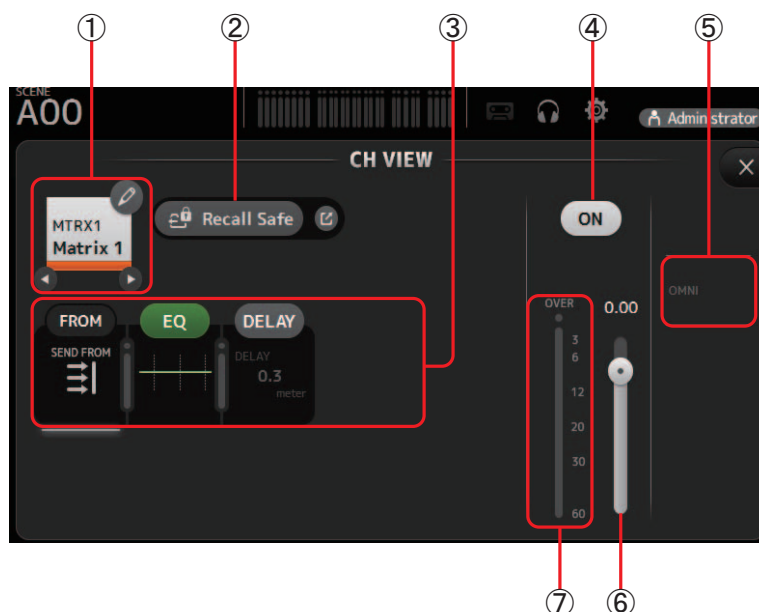 ① ② ③ ④ ⑤
SCENE
A00
Administrator
CH VIEW
MTRX1
Matrix 1
Recall Safe
ON
OMNI
OVER
0.00
3
6
12
20
30
60
FROM
EQ
DELAY
SEND FROM
DELAY
0.3
meter
⑦ ⑥